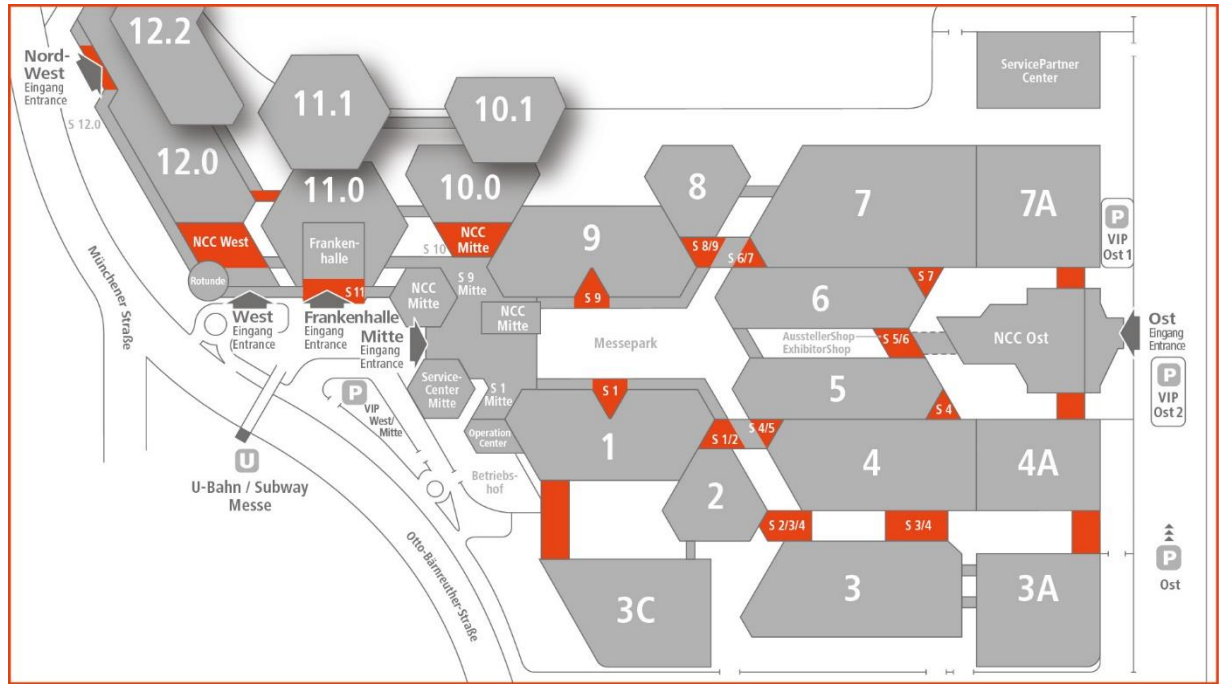 12.2
Nord-
West
Eingang
Entrance
S 12.0
12.0
11.1
10.1
11.0
10.0
NCC West
Franken-
halle
S 10
NCC
Mitte
Rotunde
S 11
NCC
Mitte
S 9
Mitte
NCC
Mitte
9
S 9
8
S 8/9
S 6/7
7
7A
ServicePartner
Center
P
VIP
Ost 1
6
S 7
AusstellerShop
ExhibitorShop
S 5/6
NCC Ost
Ost
Eingang
Entrance
P
VIP
Ost 2
Münchener Straße
West
Eingang
(Entrance
Frankenhalle
Eingang
Entrance
Mitte
Eingang
Entrance
Messepark
Service-
Center
Mitte
S 1
Mitte
Operation
Center
P
VIP
West/
Mitte
U
U-Bahn / Subway
Messe
Betriebs-
hof
Otto-Bärnreuther-Straße
S 1
1
S 1/2
S 4/5
5
S 4
2
4
4A
S 2/3/4
S 3/4
3C
3
3A
P
Ost